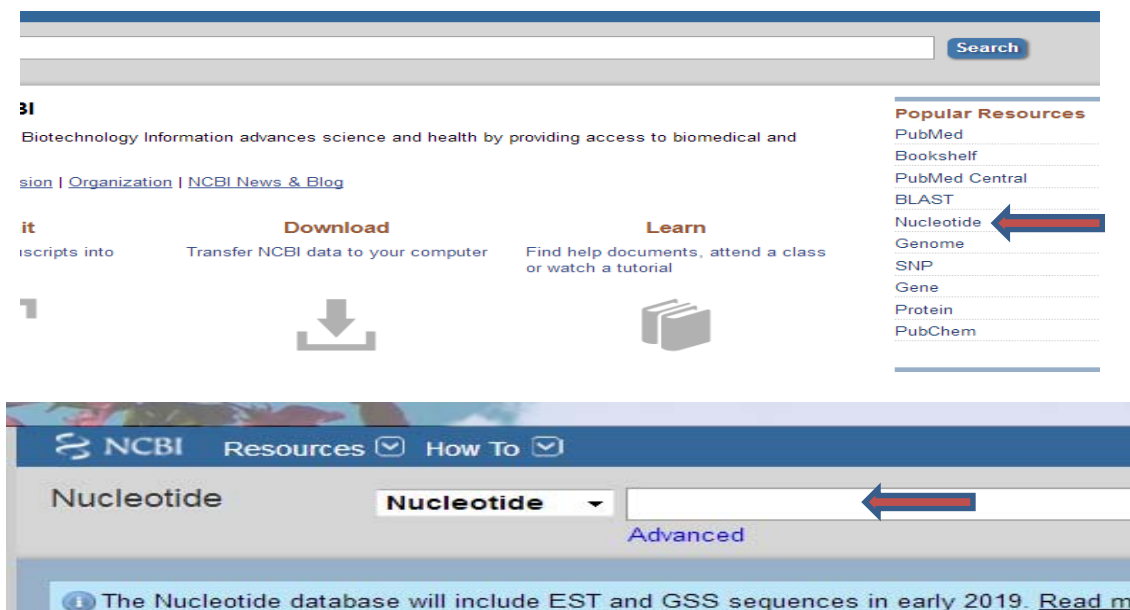 Search
BI
Biotechnology Information advances science and health by providing access to biomedical and
sion | Organization | NCBI News & Blog
it
scripts into
Download
Transfer NCBI data to your computer
Learn
Find help documents, attend a class
or watch a tutorial
Popular Resources
PubMed
Bookshelf
PubMed Central
BLAST
Nucleotide
Genome
SNP
Gene
Protein
PubChem
NCBI Resources How To
Nucleotide Nucleotide
Advanced
The Nucleotide database will include EST and GSS sequences in early 2019. Read m